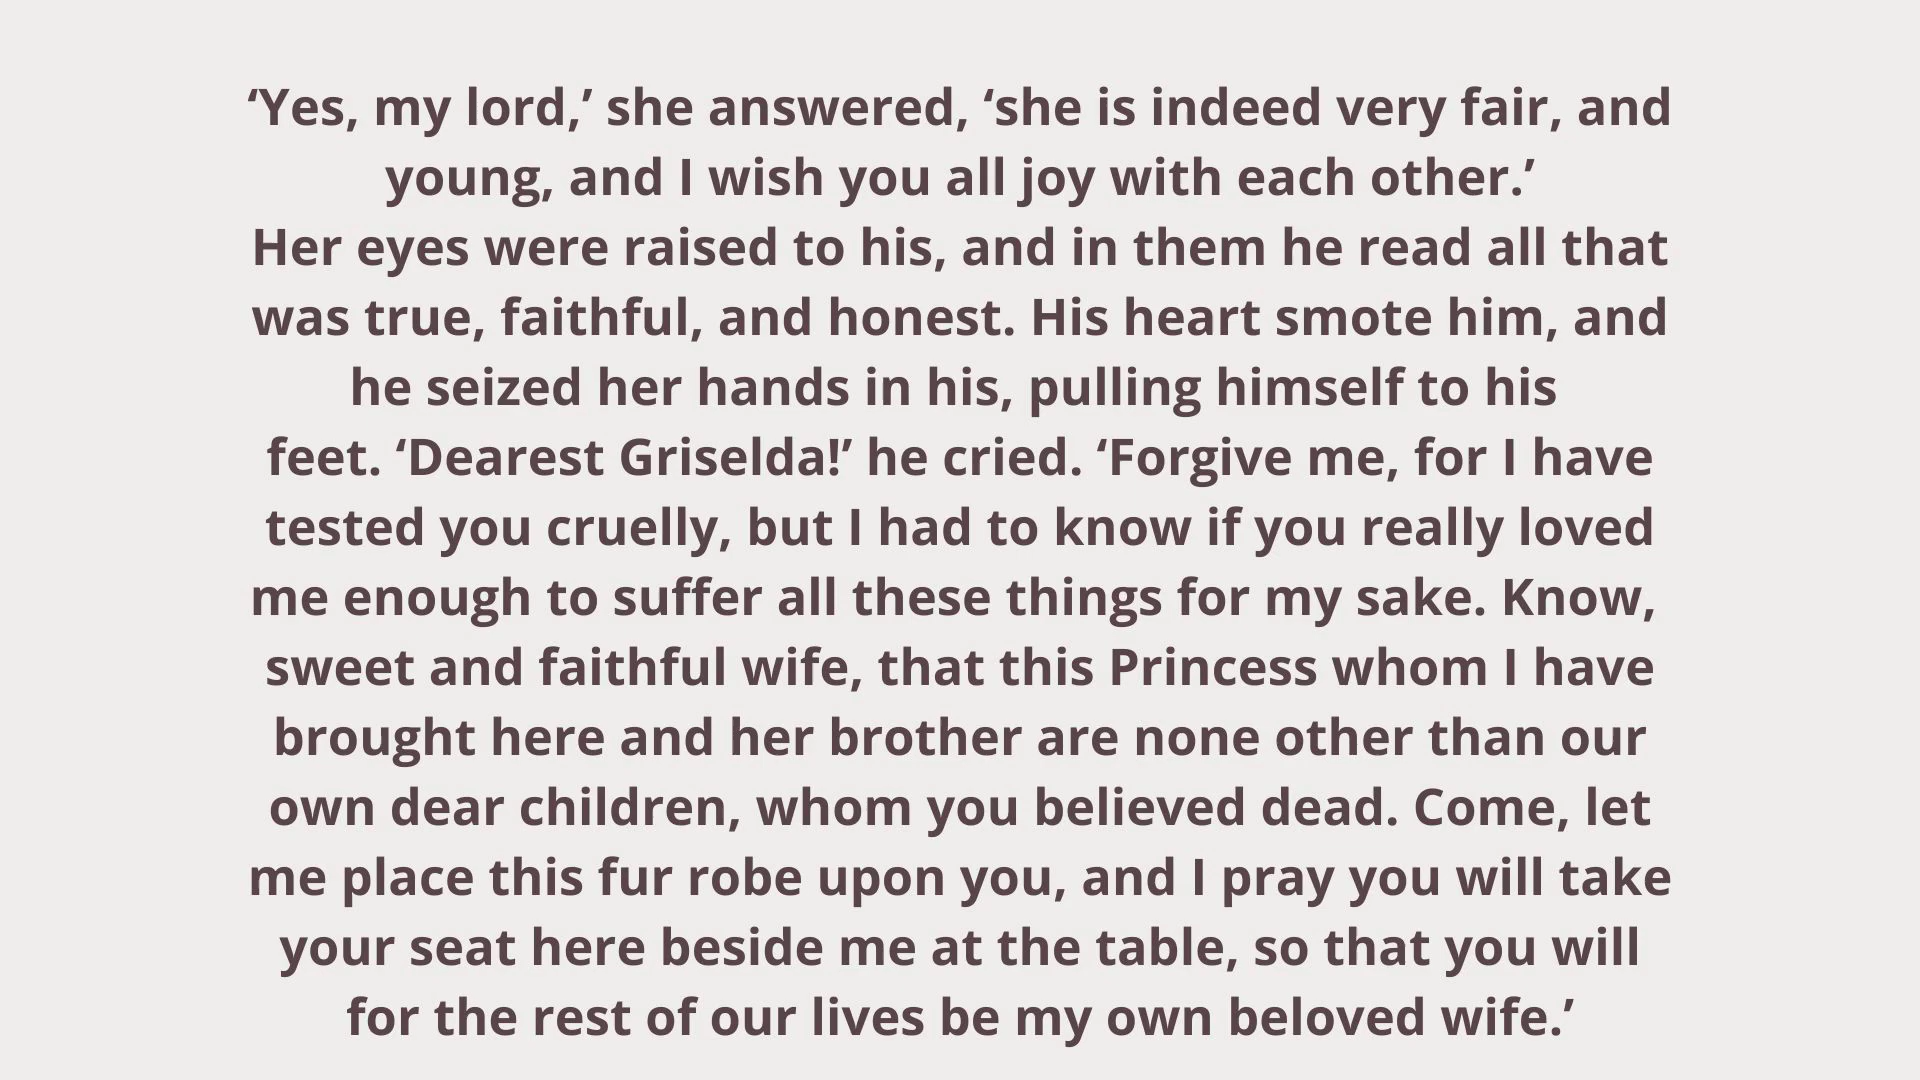 ‘Yes, my lord,’ she answered, ‘she is indeed very fair, and
young, and I wish you all joy with each other.’
Her eyes were raised to his, and in them he read all that
was true, faithful, and honest. His heart smote him, and
he seized her hands in his, pulling himself to his
feet. ‘Dearest Griselda!’ he cried. ‘Forgive me, for I have
tested you cruelly, but I had to know if you really loved
me enough to suffer all these things for my sake. Know,
sweet and faithful wife, that this Princess whom I have
brought here and her brother are none other than our
own dear children, whom you believed dead. Come, let
me place this fur robe upon you, and I pray you will take
your seat here beside me at the table, so that you will
for the rest of our lives be my own beloved wife.’